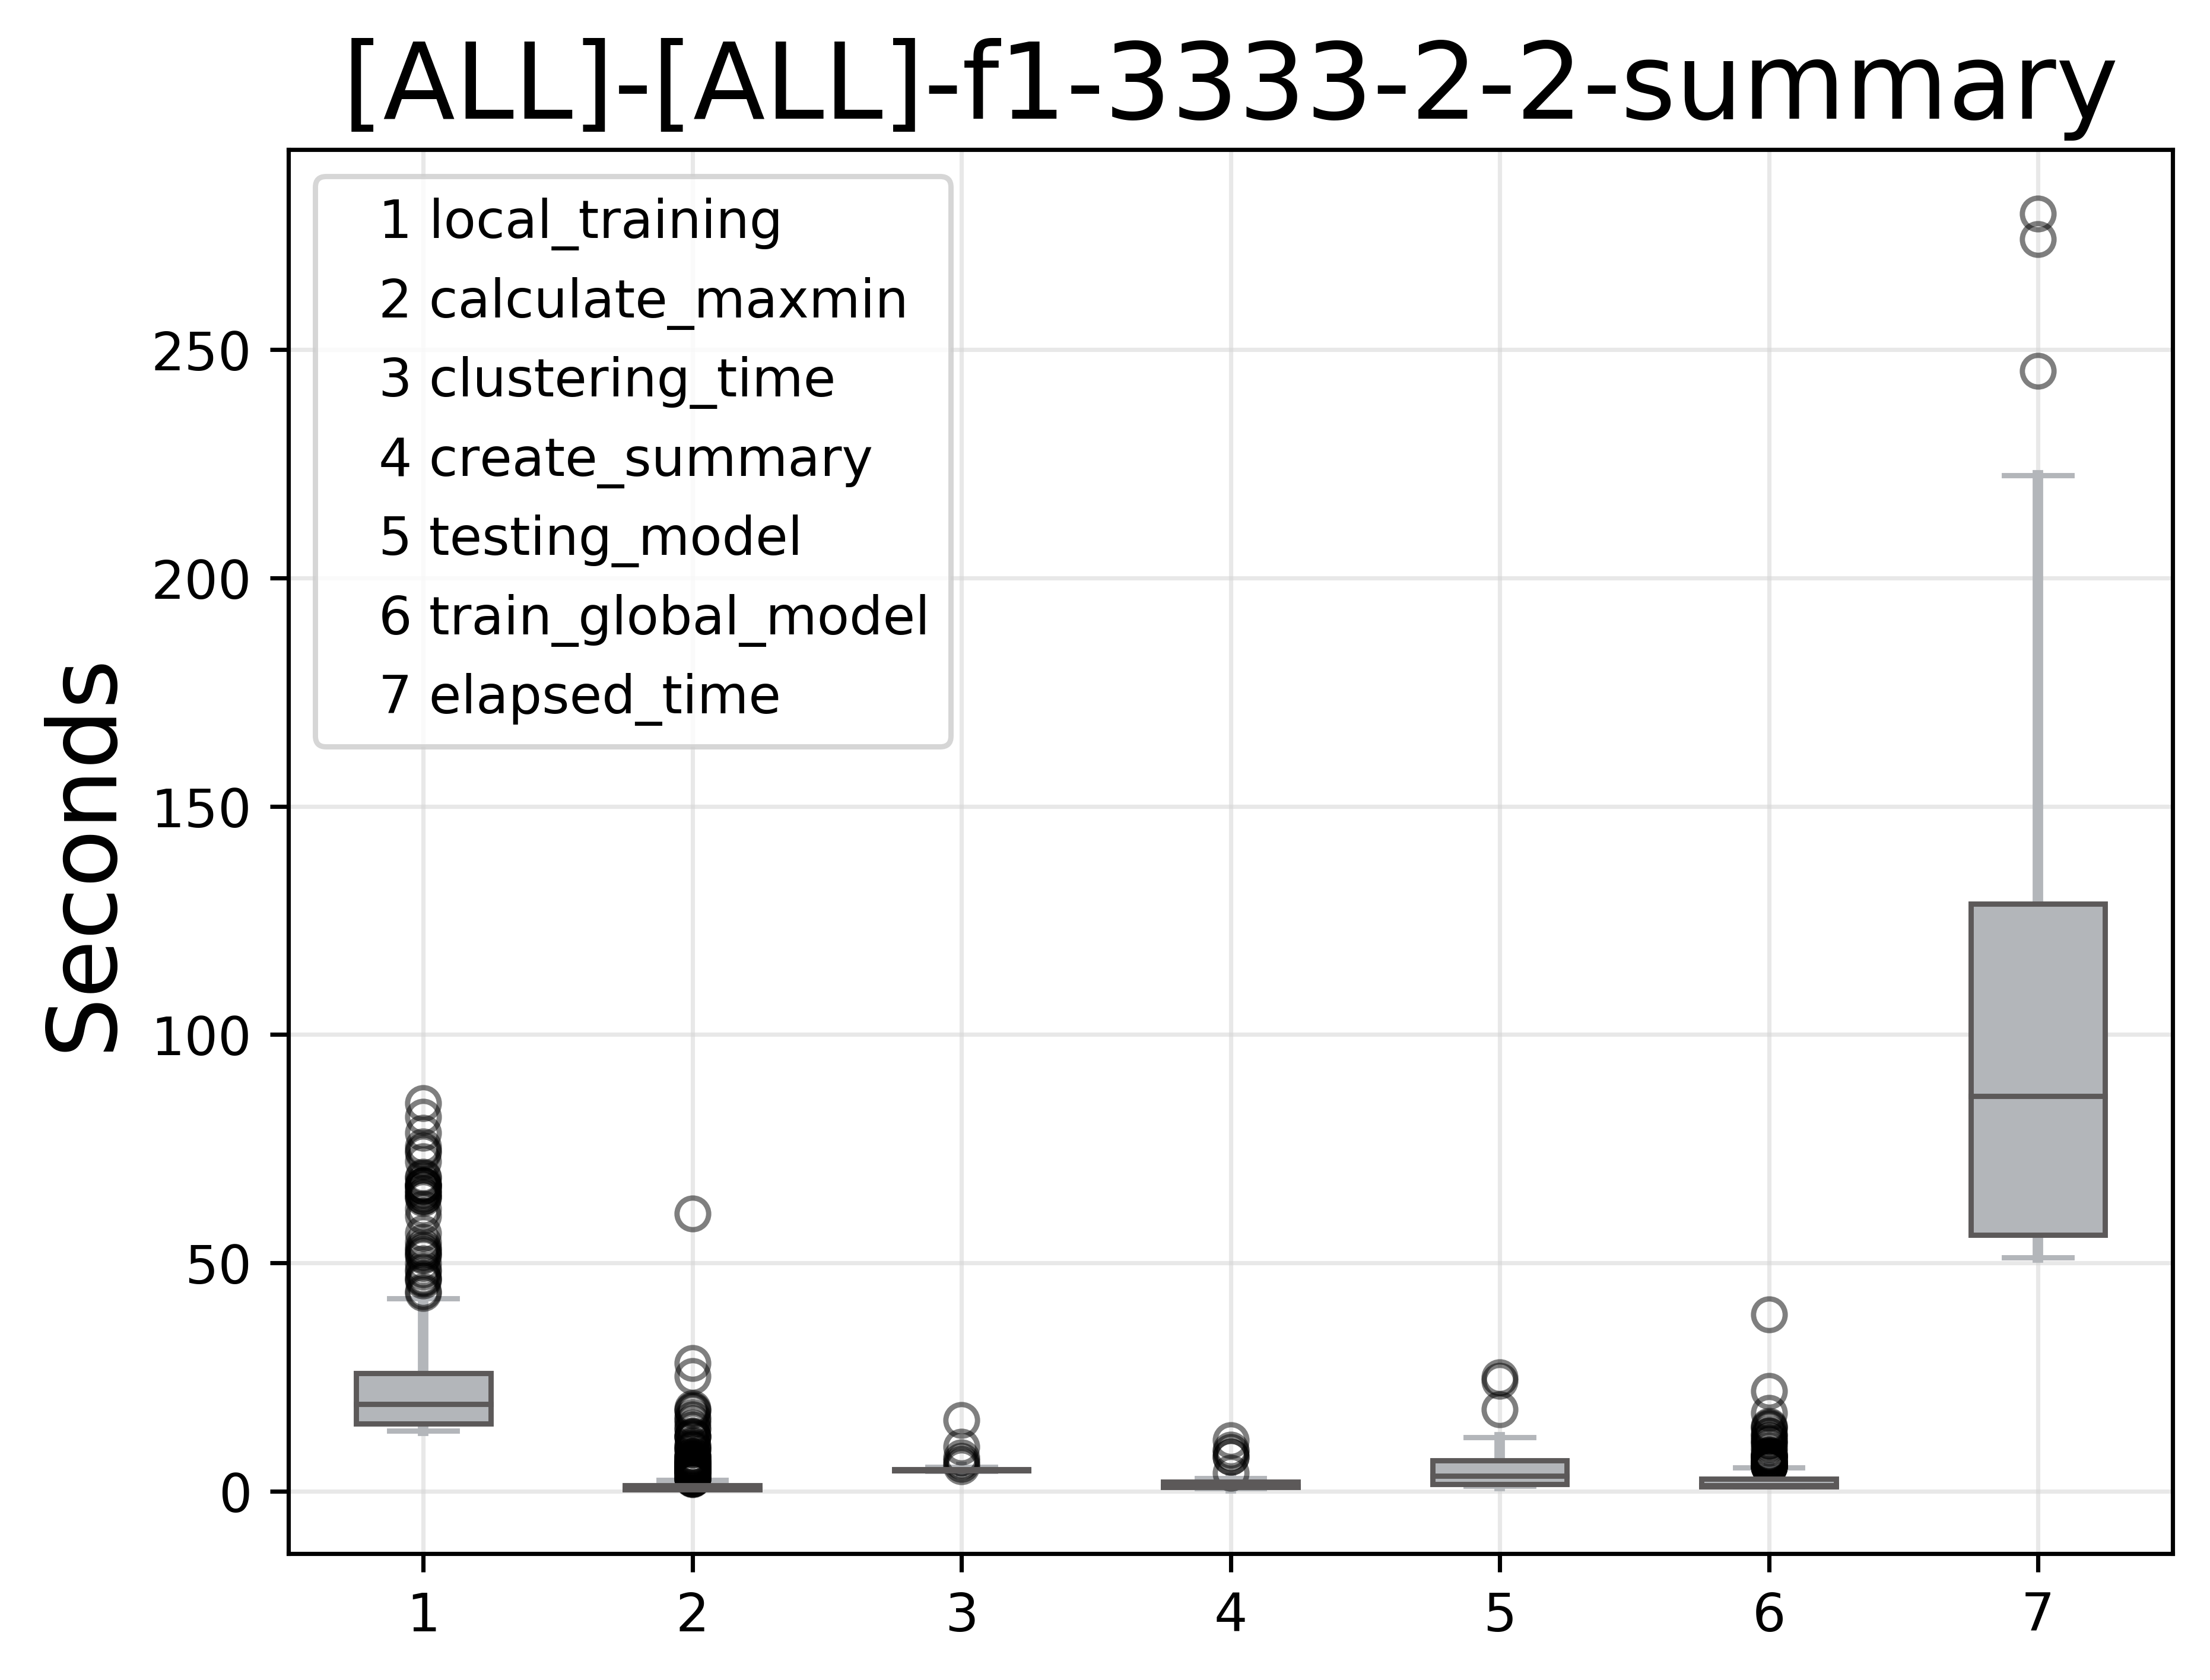 [ALL]-[ALL]-f1-3333-2-2-summary
1 local_training
2 calculate_maxmin
3 clustering_time
4 create_summary
5 testing_model
6 train_global_model
7 elapsed_time
Seconds
250
200
150
100
50
0
1 2 3 4 5 6 7